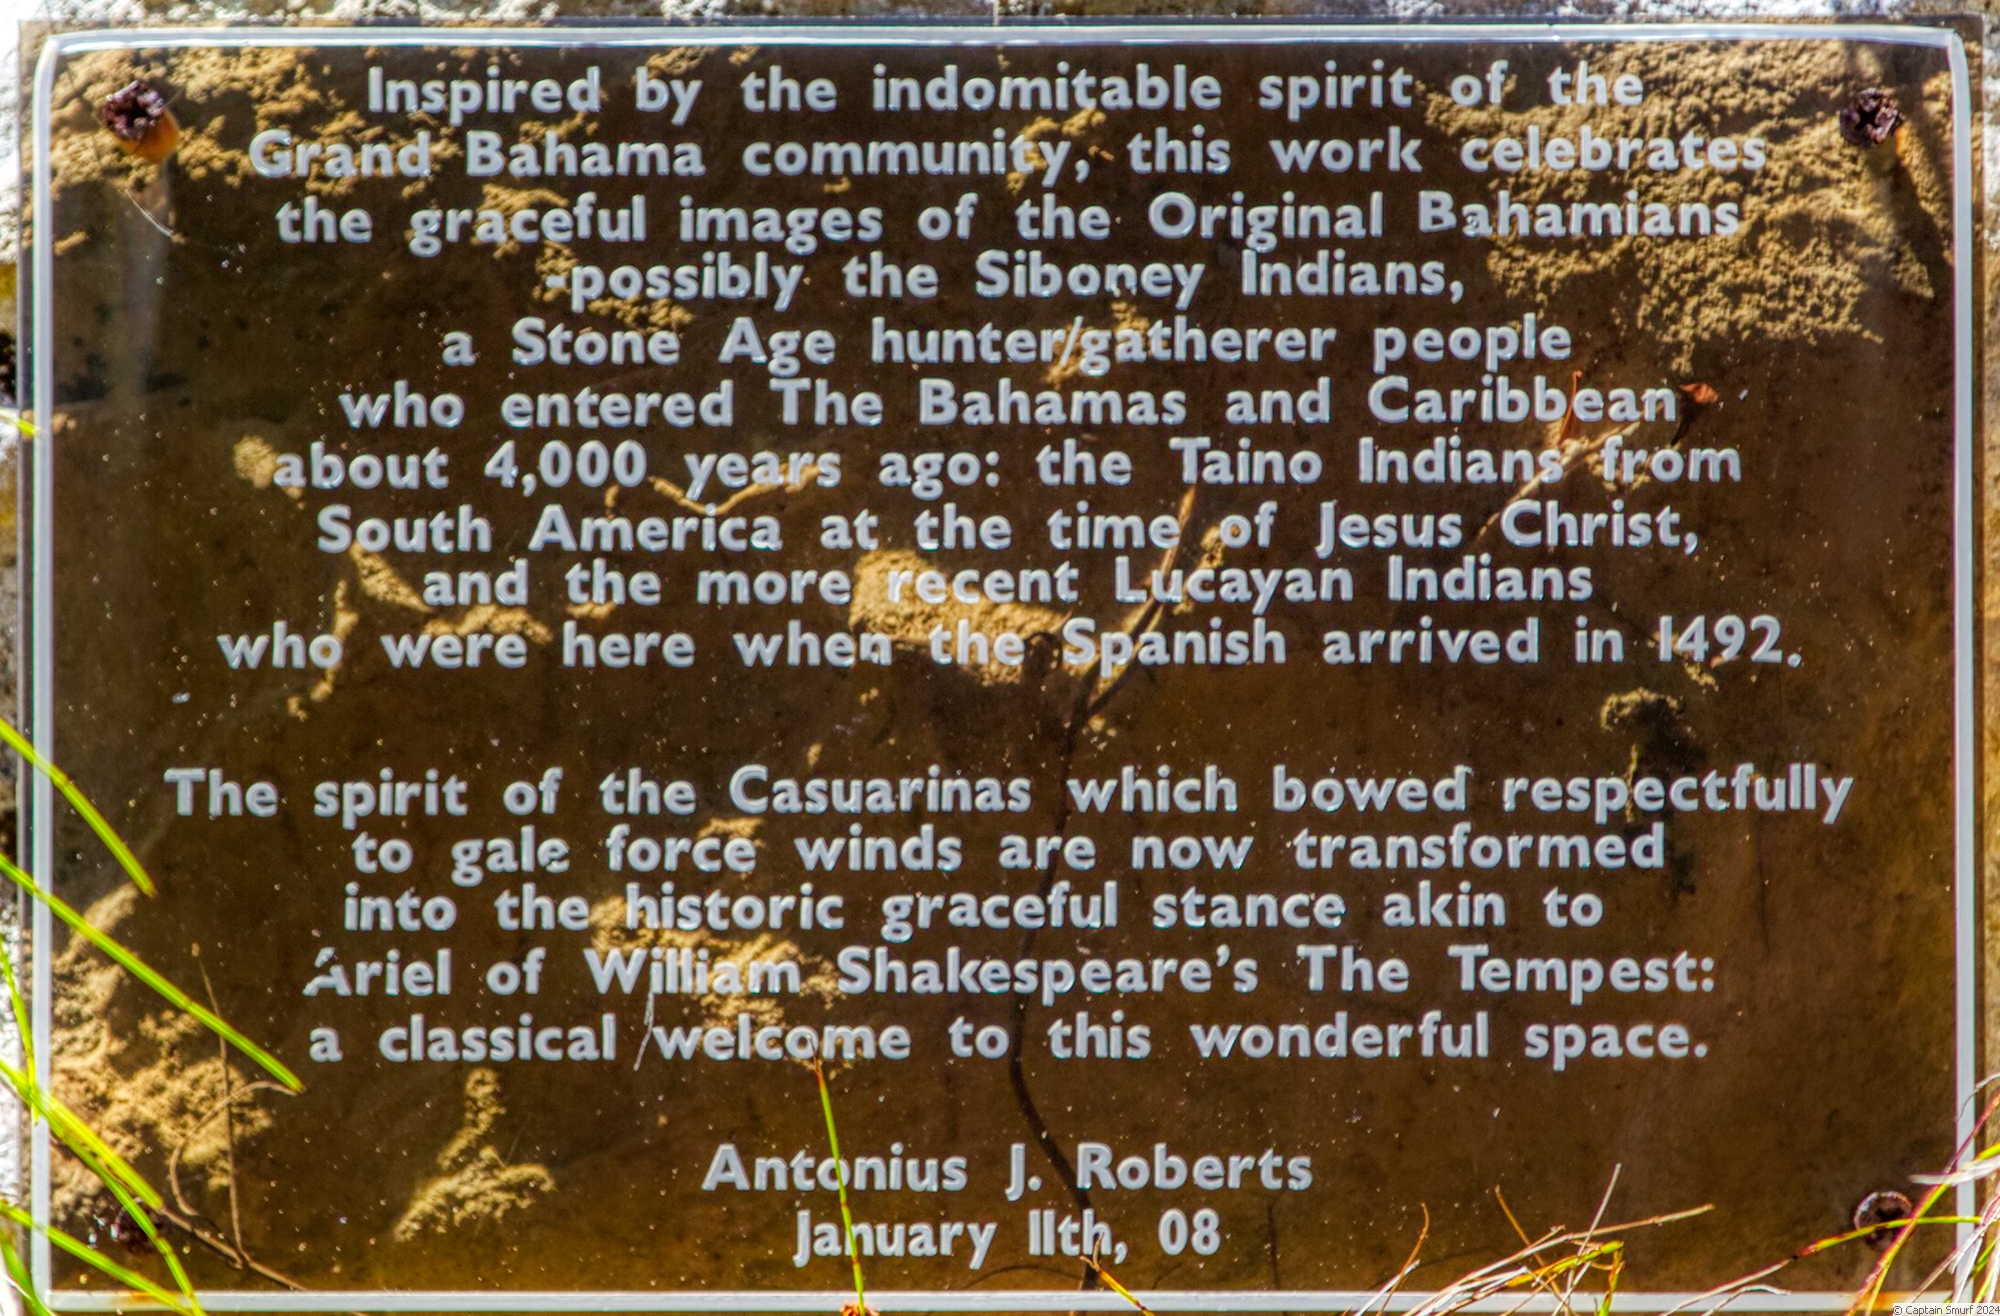 Inspired by the indomitable spirit of the
Grand Bahama community, this work celebrates
the graceful images of the Original Bahamians
-possibly the Siboney Indians,
a Stone Age hunter/gatherer people
who entered The Bahamas and Caribbean
about 4,000 years ago: the Taino Indians from
South America at the time of Jesus Christ,
and the more recent Lucayan Indians
who were here when the Spanish arrived in 1492.
The spirit of the Casuarinas which bowed respectfully
to gale force winds are now transformed
into the historic graceful stance akin to
Ariel of William Shakespeare's The Tempest:
a classical welcome to this wonderful space.
Antonius J. Roberts
January 11th, 08
© Captain Smurf 2024